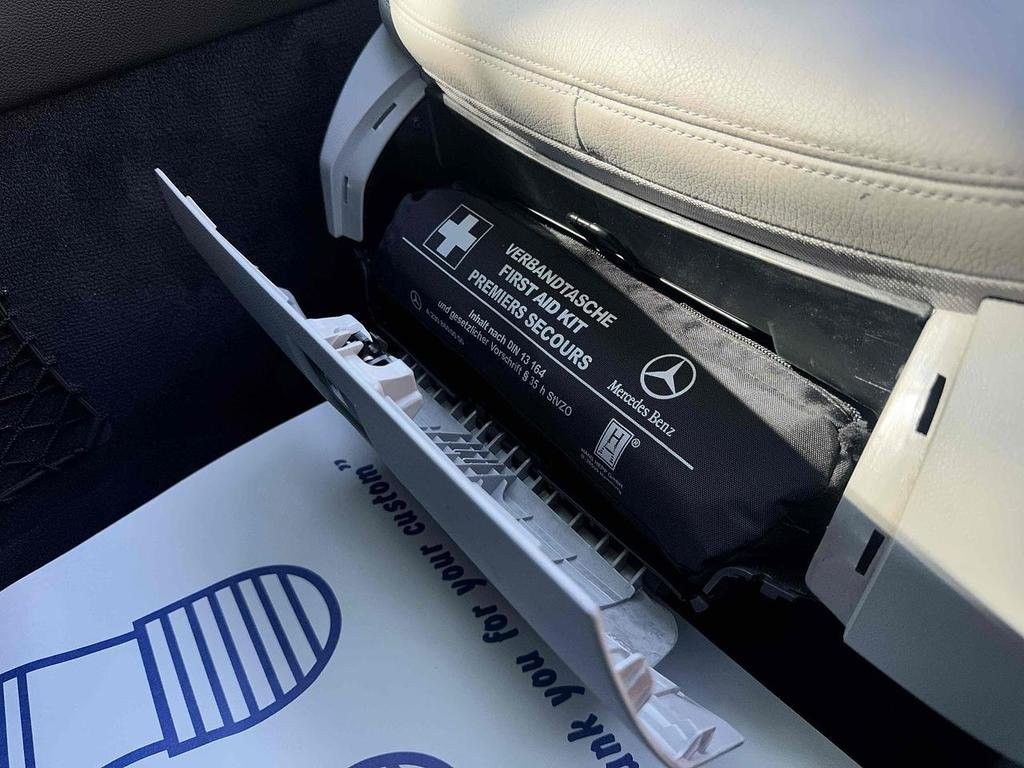 VERBANDTASCHE
FIRST AID KIT
PREMIERS SECOURS
Inhalt nach DIN 13 164
und gesetzlicher Vorschrift § 35 h StVZO
Mercedes Benz
®
ank you for your custom"